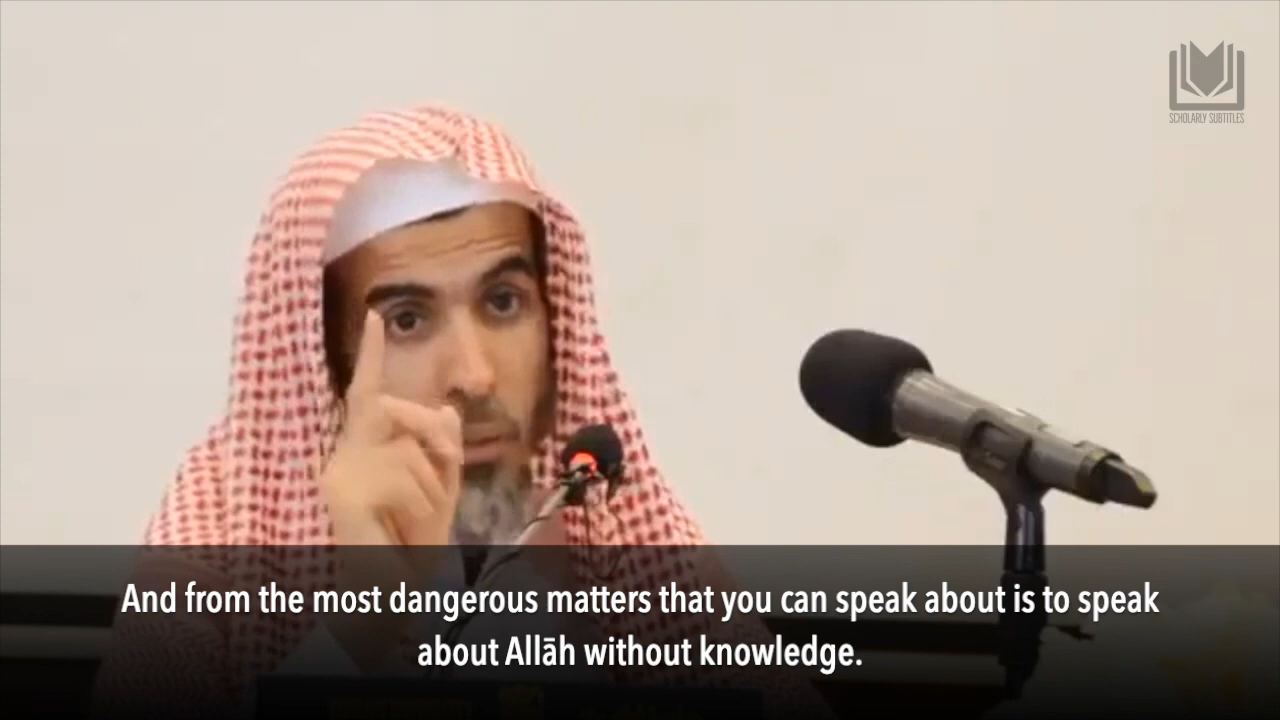 SCHOLARLY SUBTITLES
And from the most dangerous matters that you can speak about is to speak
about Allāh without knowledge.